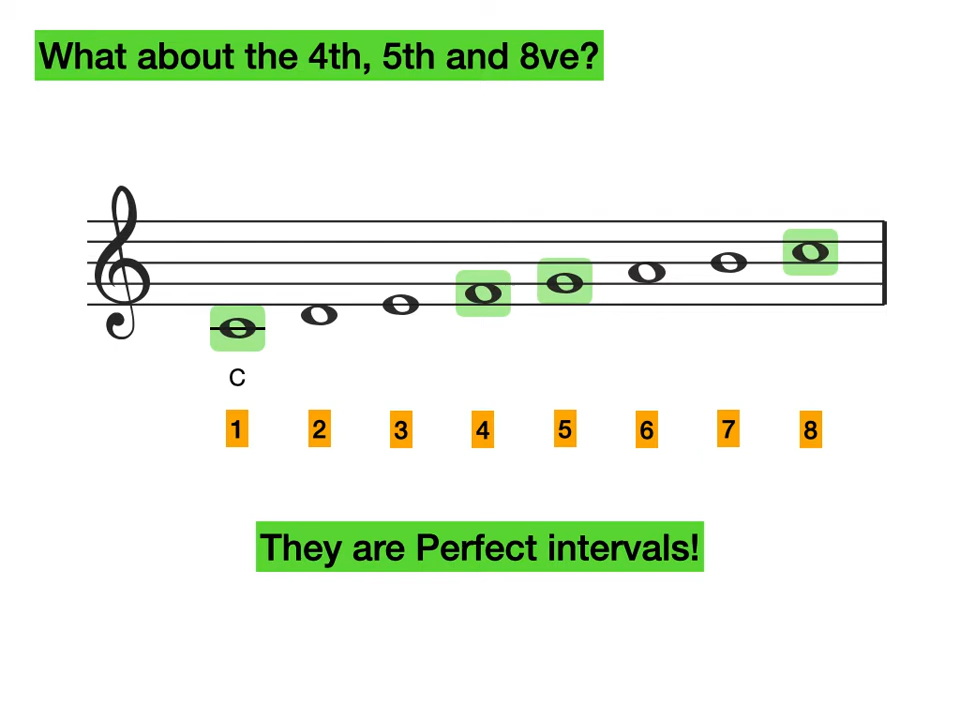 What about the 4th, 5th and 8ve?
C
1 2 3 4 5 6 7 8
They are Perfect intervals!